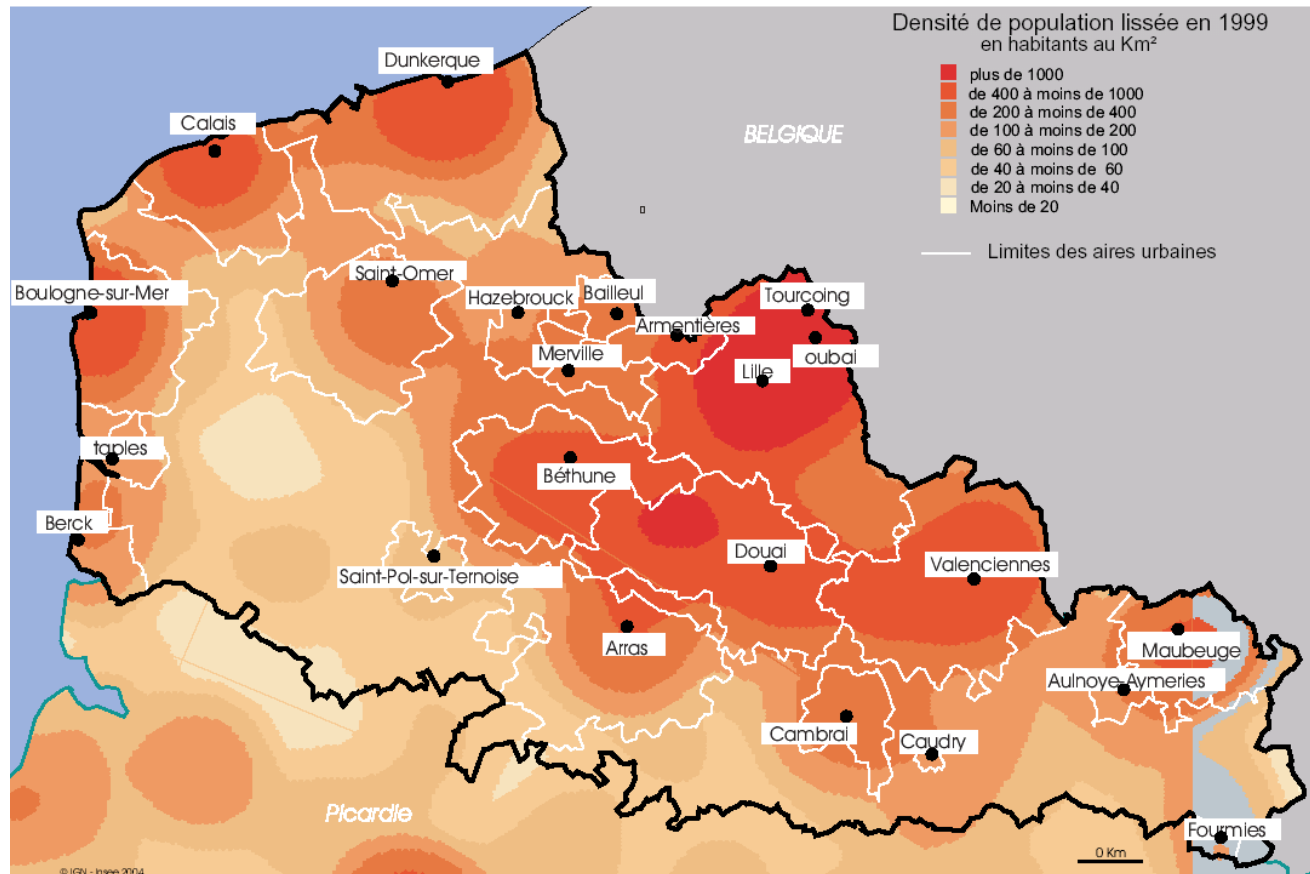 Densité de population lissée en 1999
en habitants au Km²
plus de 1000
de 400 à moins de 1000
de 200 à moins de 400
de 100 à moins de 200
de 60 à moins de 100
de 40 à moins de 60
de 20 à moins de 40
Moins de 20
Limites des aires urbaines
Dunkerque
Calais
BELGIQUE
Saint-Omer
Boulogne-sur-Mer
Hazebrouck
Bailleul
Tourcoing
Armentières
oubai
Merville
Lille
taples
Béthune
Berck
Douai
Valenciennes
Saint-Pol-sur-Ternoise
Arras
Maubeuge
Aulnoye-Aymeries
Cambrai
Caudry
Picardie
Fourmies
0 Km
© IGN - Insee 2004